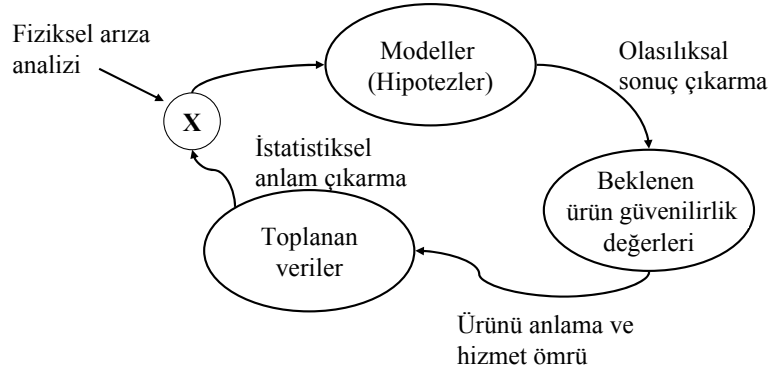 Fiziksel arıza
analizi
X
Modeller
(Hipotezler)
Olasılıksal
sonuç çıkarma
İstatistiksel
anlam çıkarma
Beklenen
ürün güvenilirlik
değerleri
Toplanan
veriler
Ürünü anlama ve
hizmet ömrü